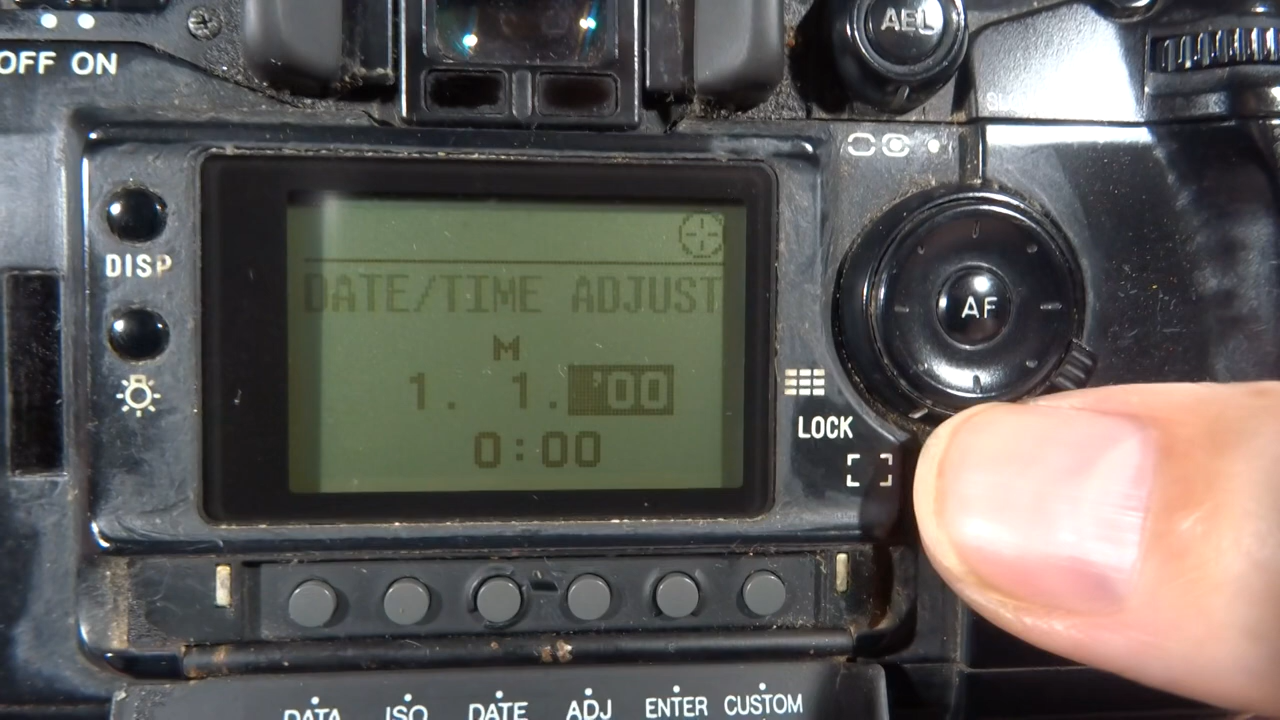 OFF ON
AEL
DISP
DATE/TIME ADJUST
M
1. 1. '00
0:00
AF
LOCK
DATA ISO DATE ADJ ENTER CUSTOM